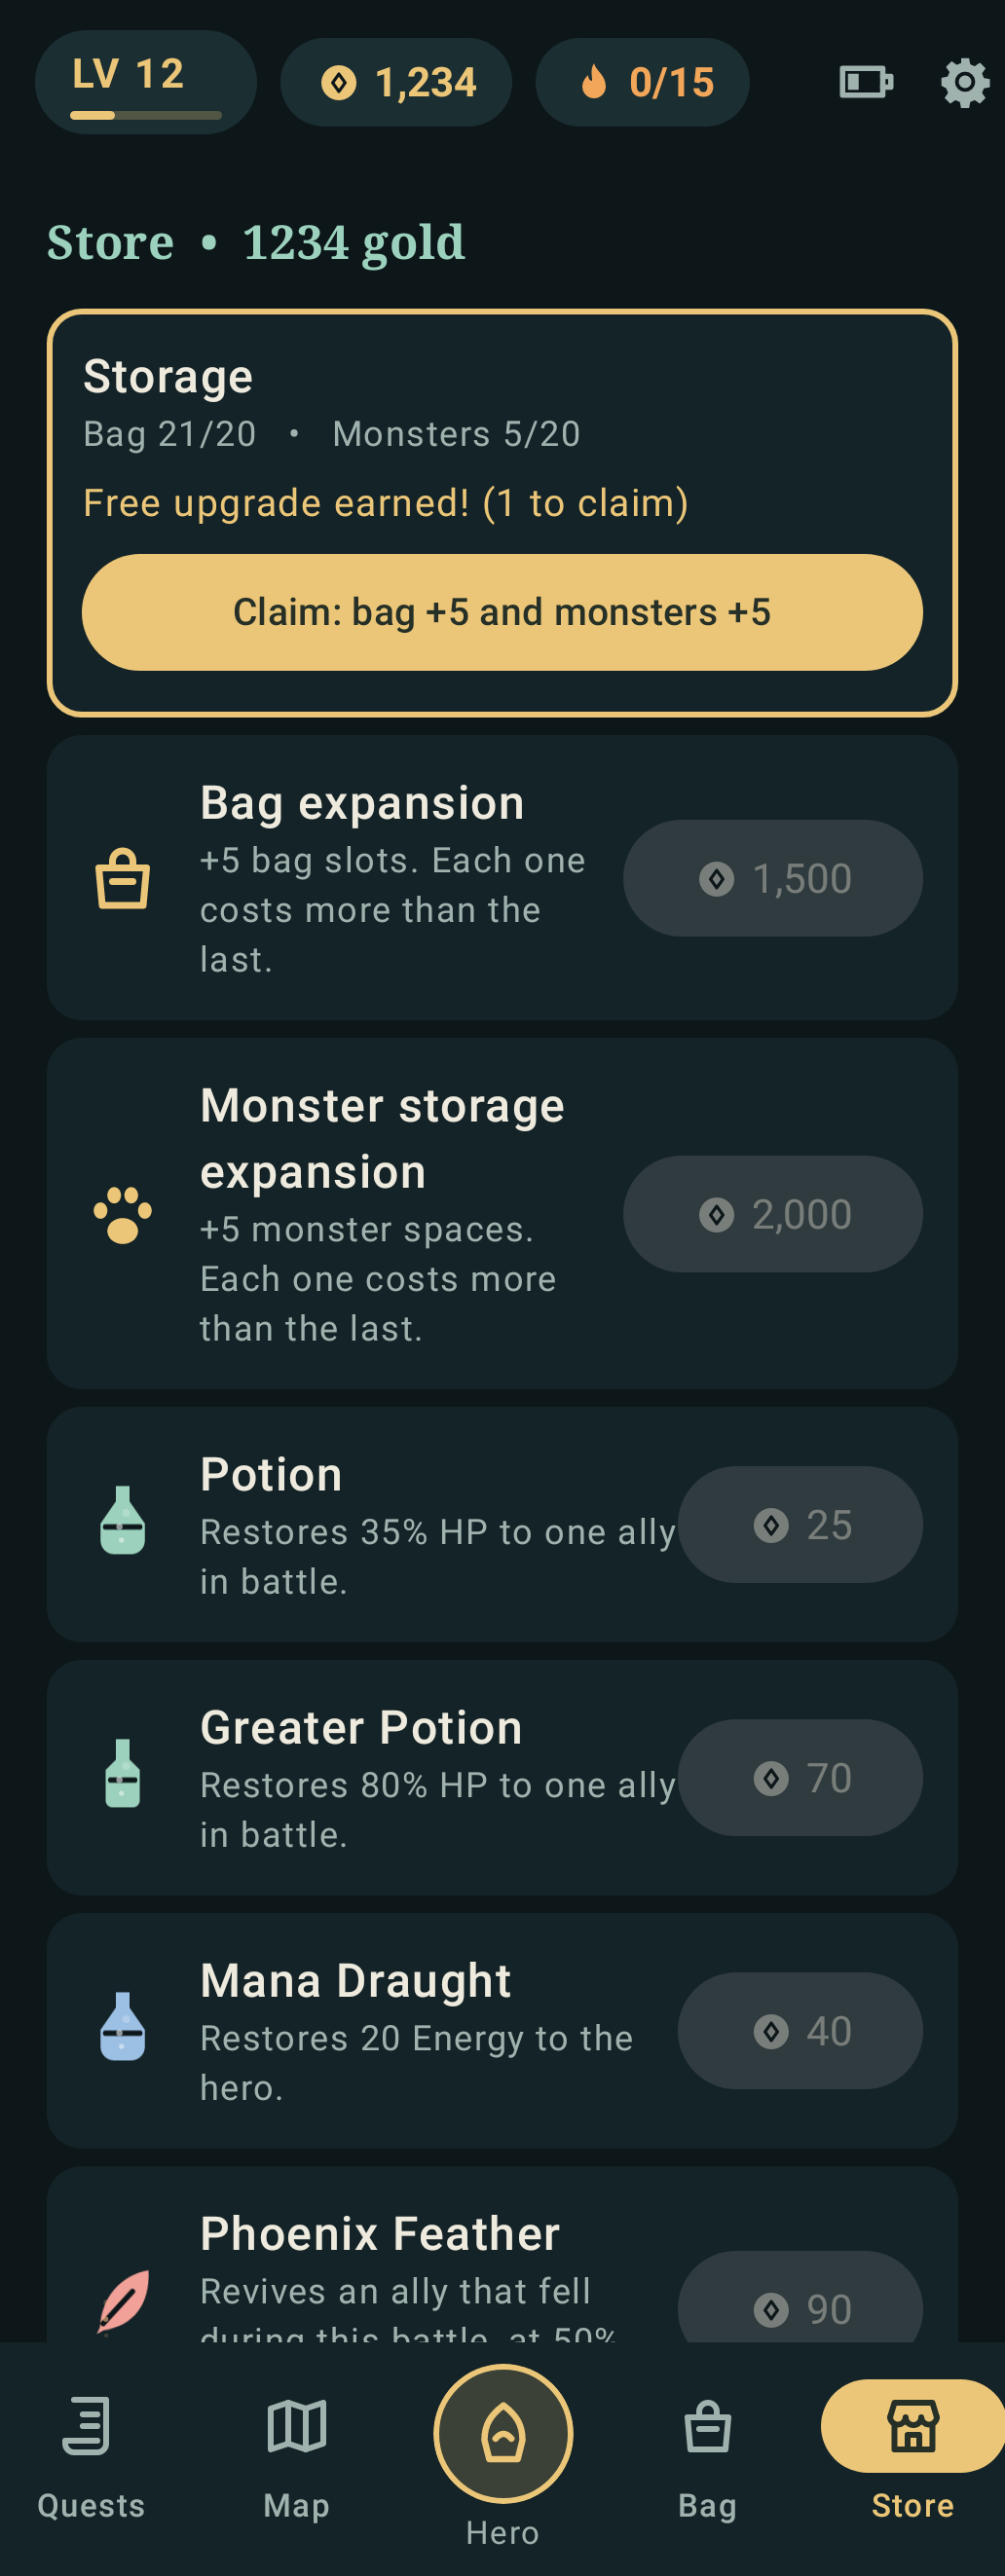 LV 12
1,234
0/15
Store • 1234 gold
Storage
Bag 21/20 • Monsters 5/20
Free upgrade earned! (1 to claim)
Claim: bag +5 and monsters +5
Bag expansion
+5 bag slots. Each one
costs more than the
last.
1,500
Monster storage
expansion
+5 monster spaces.
Each one costs more
than the last.
2,000
Potion
Restores 35% HP to one ally
in battle.
25
Greater Potion
Restores 80% HP to one ally
in battle.
70
Mana Draught
Restores 20 Energy to the
hero.
40
Phoenix Feather
Revives an ally that fell
during this battle, at 50%
90
Quests
Map
Hero
Bag
Store